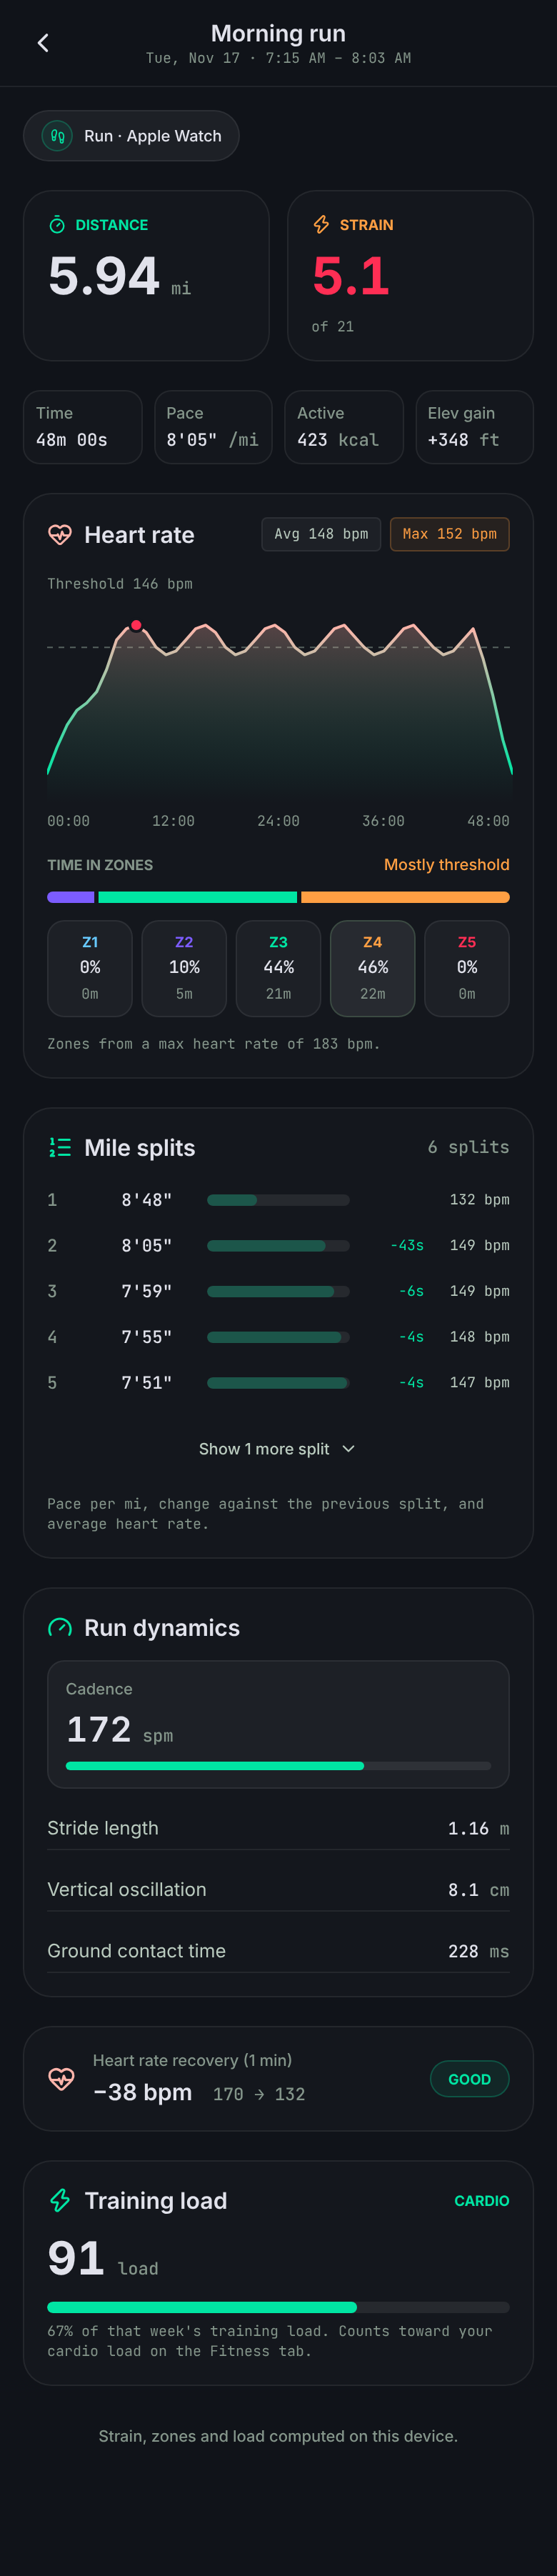 Morning run
Tue, Nov 17 · 7:15 AM – 8:03 AM
Run · Apple Watch
DISTANCE
5.94 mi
STRAIN
5.1
of 21
Time
48m 00s
Pace
8'05" /mi
Active
423 kcal
Elev gain
+348 ft
Heart rate
Avg 148 bpm
Max 152 bpm
Threshold 146 bpm
00:00 12:00 24:00 36:00 48:00
TIME IN ZONES
Mostly threshold
Z1
0%
0m
Z2
10%
5m
Z3
44%
21m
Z4
46%
22m
Z5
0%
0m
Zones from a max heart rate of 183 bpm.
Mile splits
6 splits
1 8'48" 132 bpm
2 8'05" -43s 149 bpm
3 7'59" -6s 149 bpm
4 7'55" -4s 148 bpm
5 7'51" -4s 147 bpm
Show 1 more split
Pace per mi, change against the previous split, and
average heart rate.
Run dynamics
Cadence
172 spm
Stride length 1.16 m
Vertical oscillation 8.1 cm
Ground contact time 228 ms
Heart rate recovery (1 min)
−38 bpm 170 → 132
GOOD
Training load
CARDIO
91 load
67% of that week's training load. Counts toward your
cardio load on the Fitness tab.
Strain, zones and load computed on this device.